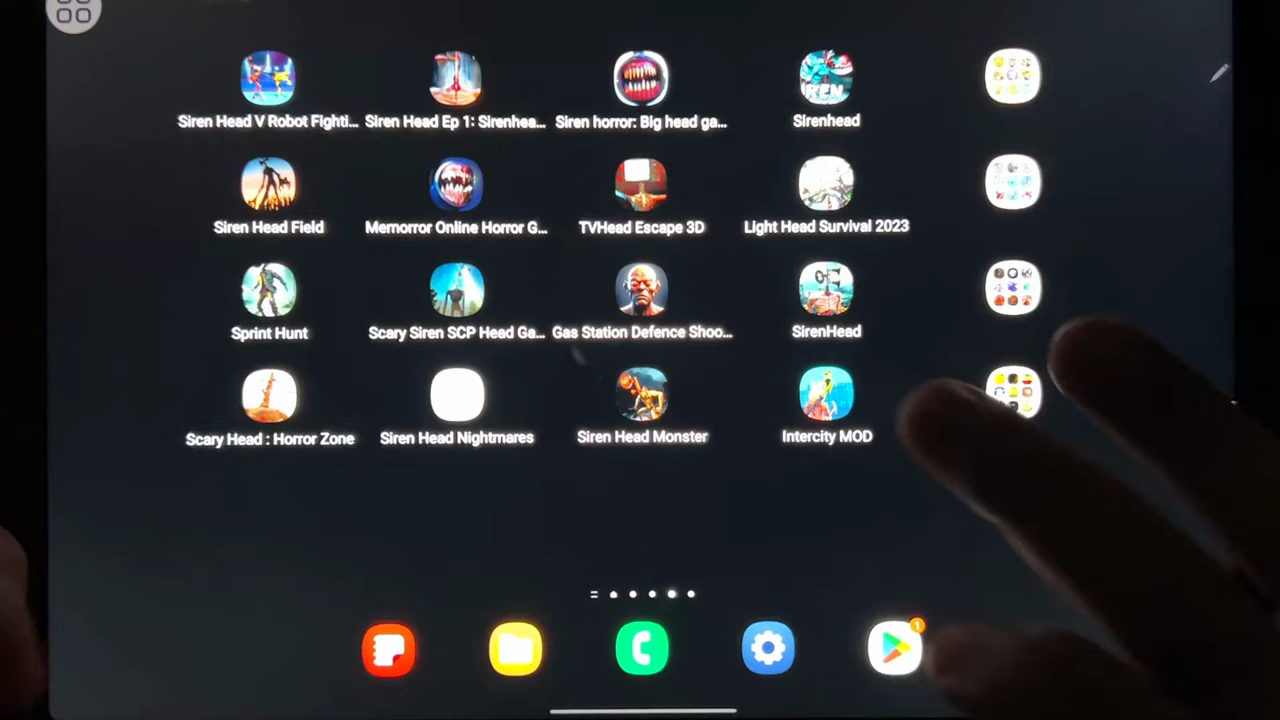 Siren Head V Robot Fighti...
Siren Head Ep 1: Sirenhea...
Siren horror: Big head ga...
Sirenhead
Siren Head Field
Memorror Online Horror G...
TVHead Escape 3D
Light Head Survival 2023
Sprint Hunt
Scary Siren SCP Head Ga...
Gas Station Defence Shoo...
SirenHead
Scary Head : Horror Zone
Siren Head Nightmares
Siren Head Monster
Intercity MOD
1